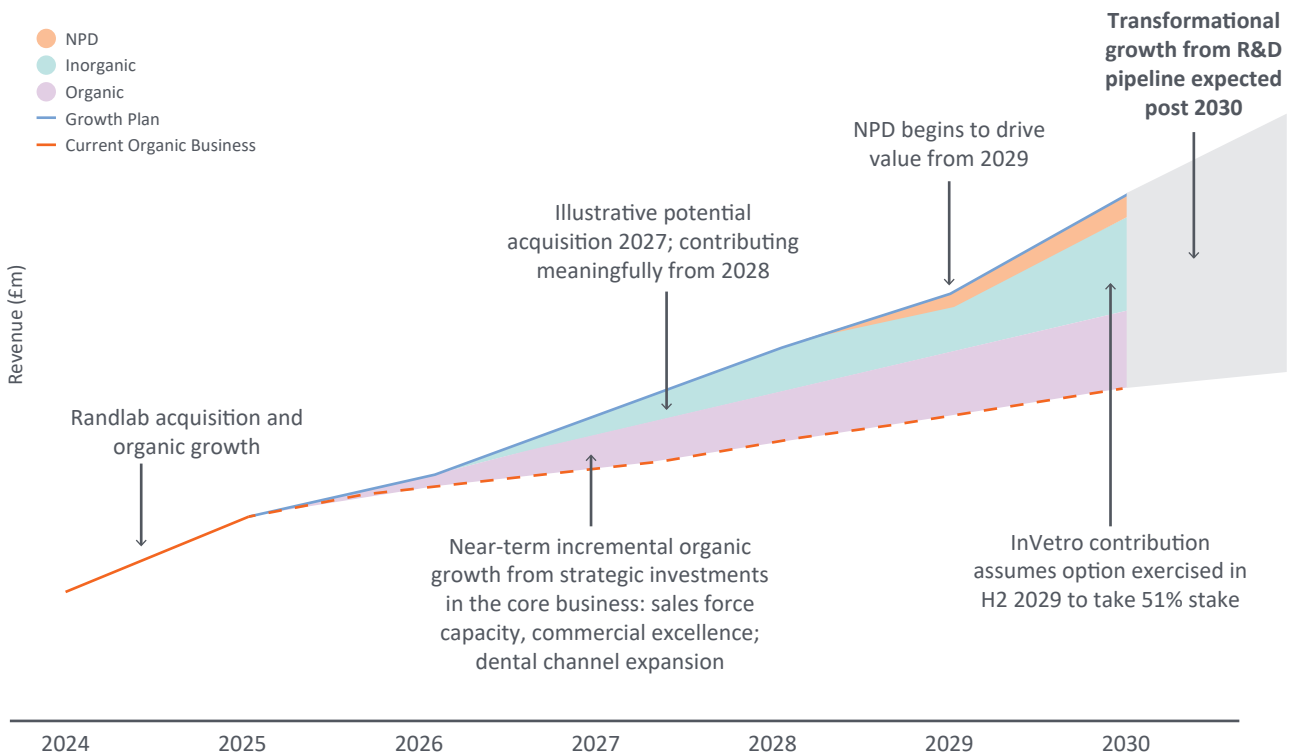 NPD
Inorganic
Organic
Growth Plan
Current Organic Business
Transformational
growth from R&D
pipeline expected
post 2030
NPD begins to drive
value from 2029
Illustrative potential
acquisition 2027; contributing
meaningfully from 2028
Revenue (£m)
Randlab acquisition and
organic growth
Near-term incremental organic
growth from strategic investments
in the core business: sales force
capacity, commercial excellence;
dental channel expansion
InVetro contribution
assumes option exercised in
H2 2029 to take 51% stake
2024 2025 2026 2027 2028 2029 2030